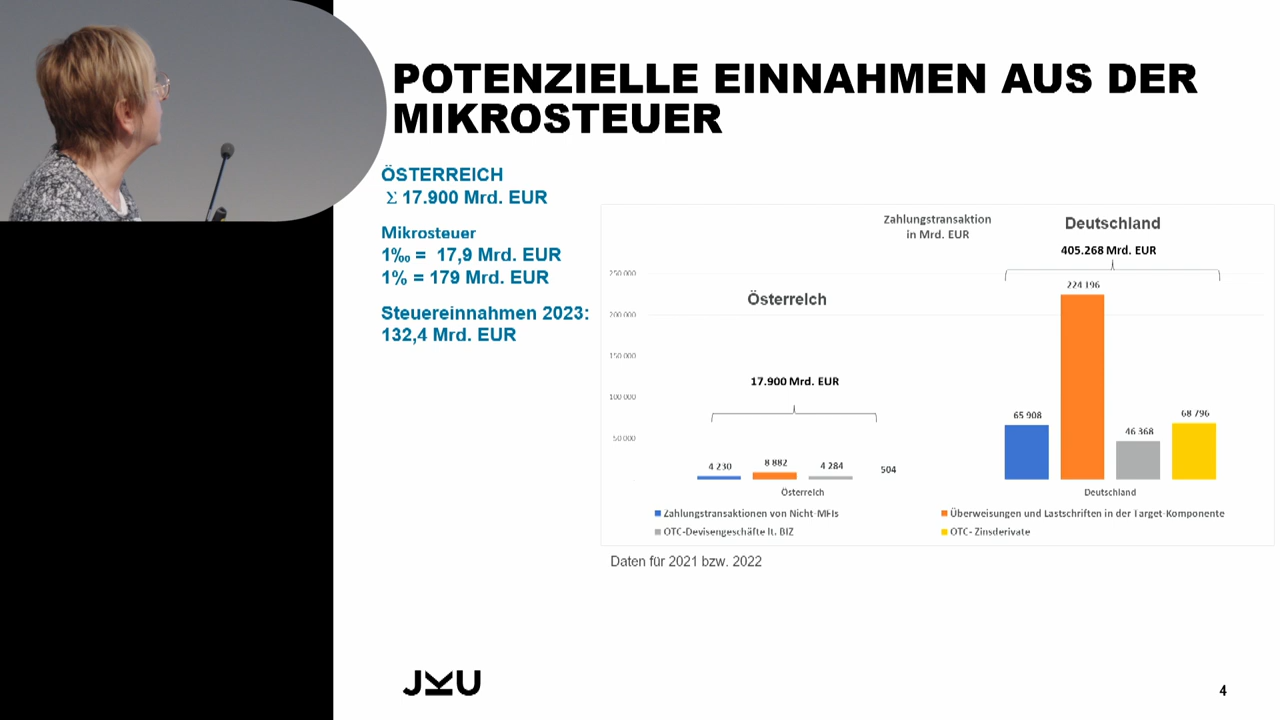 POTENZIELLE EINNAHMEN AUS DER
MIKROSTEUER
ÖSTERREICH
Σ 17.900 Mrd. EUR
Mikrosteuer
1‰ = 17,9 Mrd. EUR
1% = 179 Mrd. EUR
Steuereinnahmen 2023:
132,4 Mrd. EUR
Zahlungstransaktion
in Mrd. EUR
Deutschland
405.268 Mrd. EUR
250 000
224 196
Österreich
200 000
150 000
17.900 Mrd. EUR
100 000
65 908
68 796
50 000
46 368
4 230
8 882
4 284
504
Österreich
Deutschland
Zahlungstransaktionen von Nicht-MFIs
Überweisungen und Lastschriften in der Target-Komponente
OTC-Devisengeschäfte lt. BIZ
OTC- Zinsderivate
Daten für 2021 bzw. 2022
JKU
4